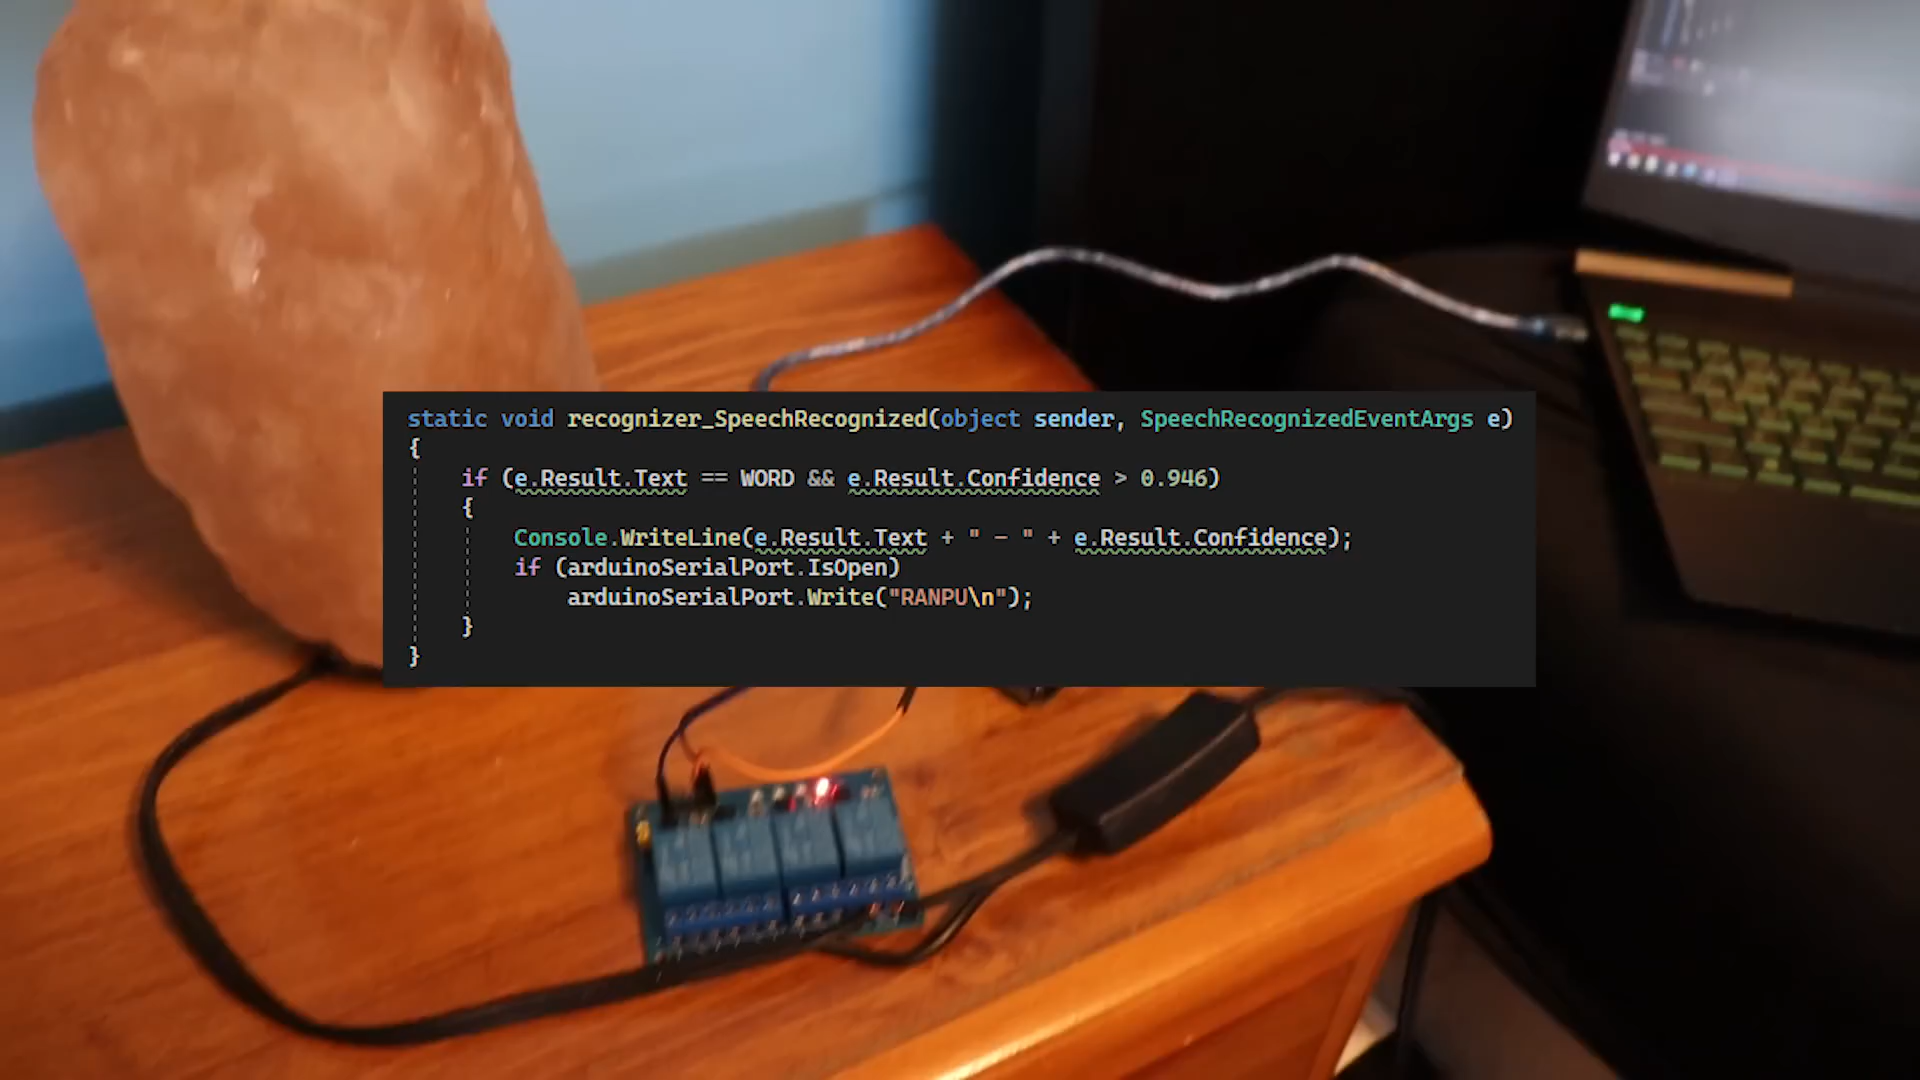 static void recognizer_SpeechRecognized(object sender, SpeechRecognizedEventArgs e)
{
if (e.Result.Text == WORD && e.Result.Confidence > 0.946)
{
Console.WriteLine(e.Result.Text + " - " + e.Result.Confidence);
if (arduinoSerialPort.IsOpen)
arduinoSerialPort.Write("RANPU\n");
}
}